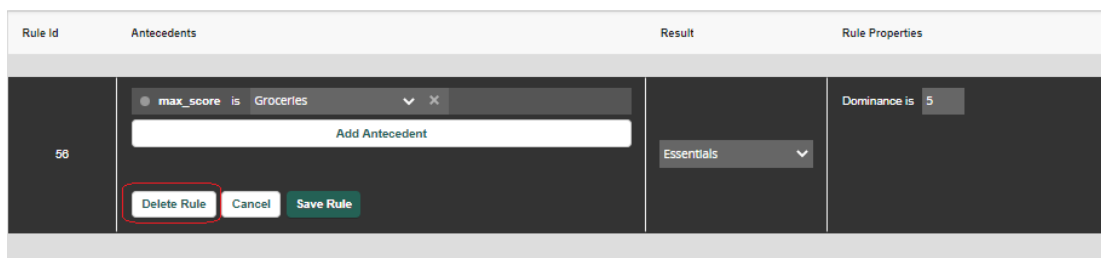 Rule Id Antecedents Result Rule Properties
max_score is Groceries Dominance is 5
Add Antecedent
56 Essentials
Delete Rule Cancel Save Rule